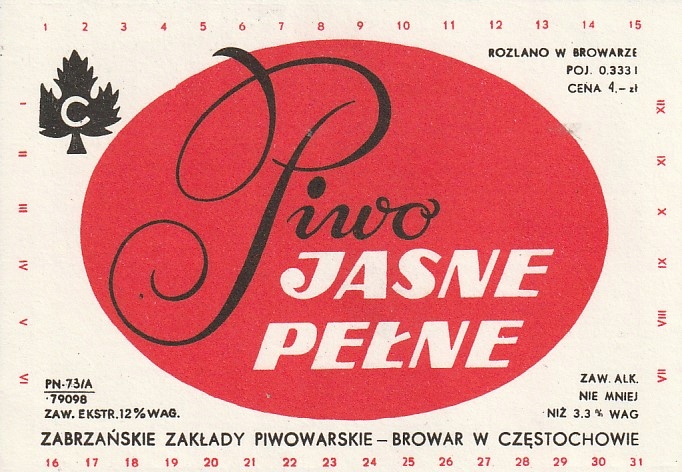 1 2 3 4 5 6 7 8 9 10 11 12 13 14 15
ROZLANO W BROWARZE
POJ. 0.333 l
CENA 4.- zł
C
I
II
III
IV
V
VI
XII
XI
X
IX
VIII
VII
Piwo
JASNE
PEŁNE
PN-73/A
-79098
ZAW. EKSTR. 12% WAG.
ZAW. ALK.
NIE MNIEJ
NIŻ 3.3 % WAG
ZABRZAŃSKIE ZAKŁADY PIWOWARSKIE – BROWAR W CZĘSTOCHOWIE
16 17 18 19 20 21 22 23 24 25 26 27 28 29 30 31